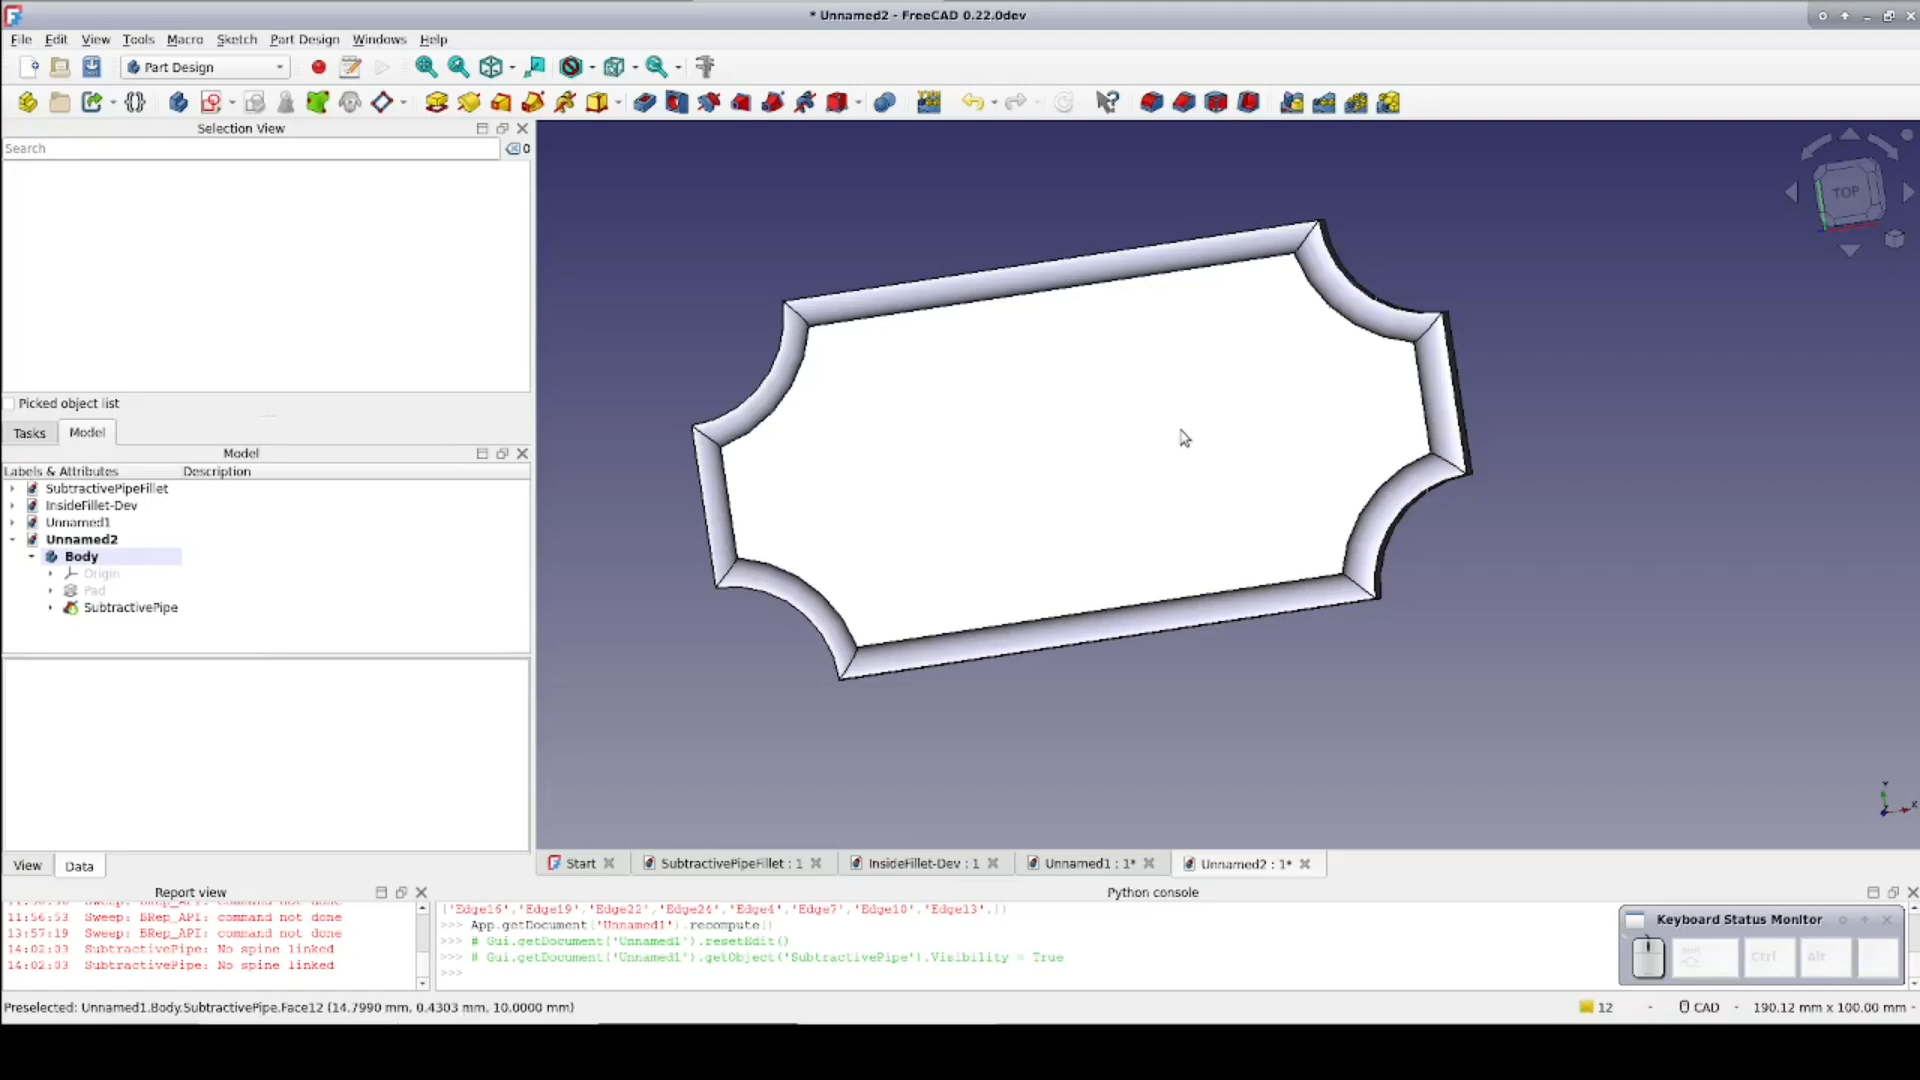 * Unnamed2 - FreeCAD 0.22.0dev
File Edit View Tools Macro Sketch Part Design Windows Help
Part Design
Selection View
Search
0
Picked object list
Tasks Model
Model
Labels & Attributes Description
SubtractivePipeFillet
InsideFillet-Dev
Unnamed1
Unnamed2
Body
Origin
Pad
SubtractivePipe
TOP
Y
X
View Data
Start SubtractivePipeFillet : 1 InsideFillet-Dev : 1 Unnamed1 : 1* Unnamed2 : 1*
Report view
11:56:53 Sweep: BRep_API: command not done
13:57:19 Sweep: BRep_API: command not done
14:02:03 SubtractivePipe: No spine linked
14:02:03 SubtractivePipe: No spine linked
Python console
['Edge16','Edge19','Edge22','Edge24','Edge4','Edge7','Edge10','Edge13',])
>>> App.getDocument('Unnamed1').recompute()
>>> # Gui.getDocument('Unnamed1').resetEdit()
>>> # Gui.getDocument('Unnamed1').getObject('SubtractivePipe').Visibility = True
>>>
Keyboard Status Monitor
Ctrl Alt
Preselected: Unnamed1.Body.SubtractivePipe.Face12 (14.7990 mm, 0.4303 mm, 10.0000 mm)
12 - CAD - 190.12 mm x 100.00 mm -